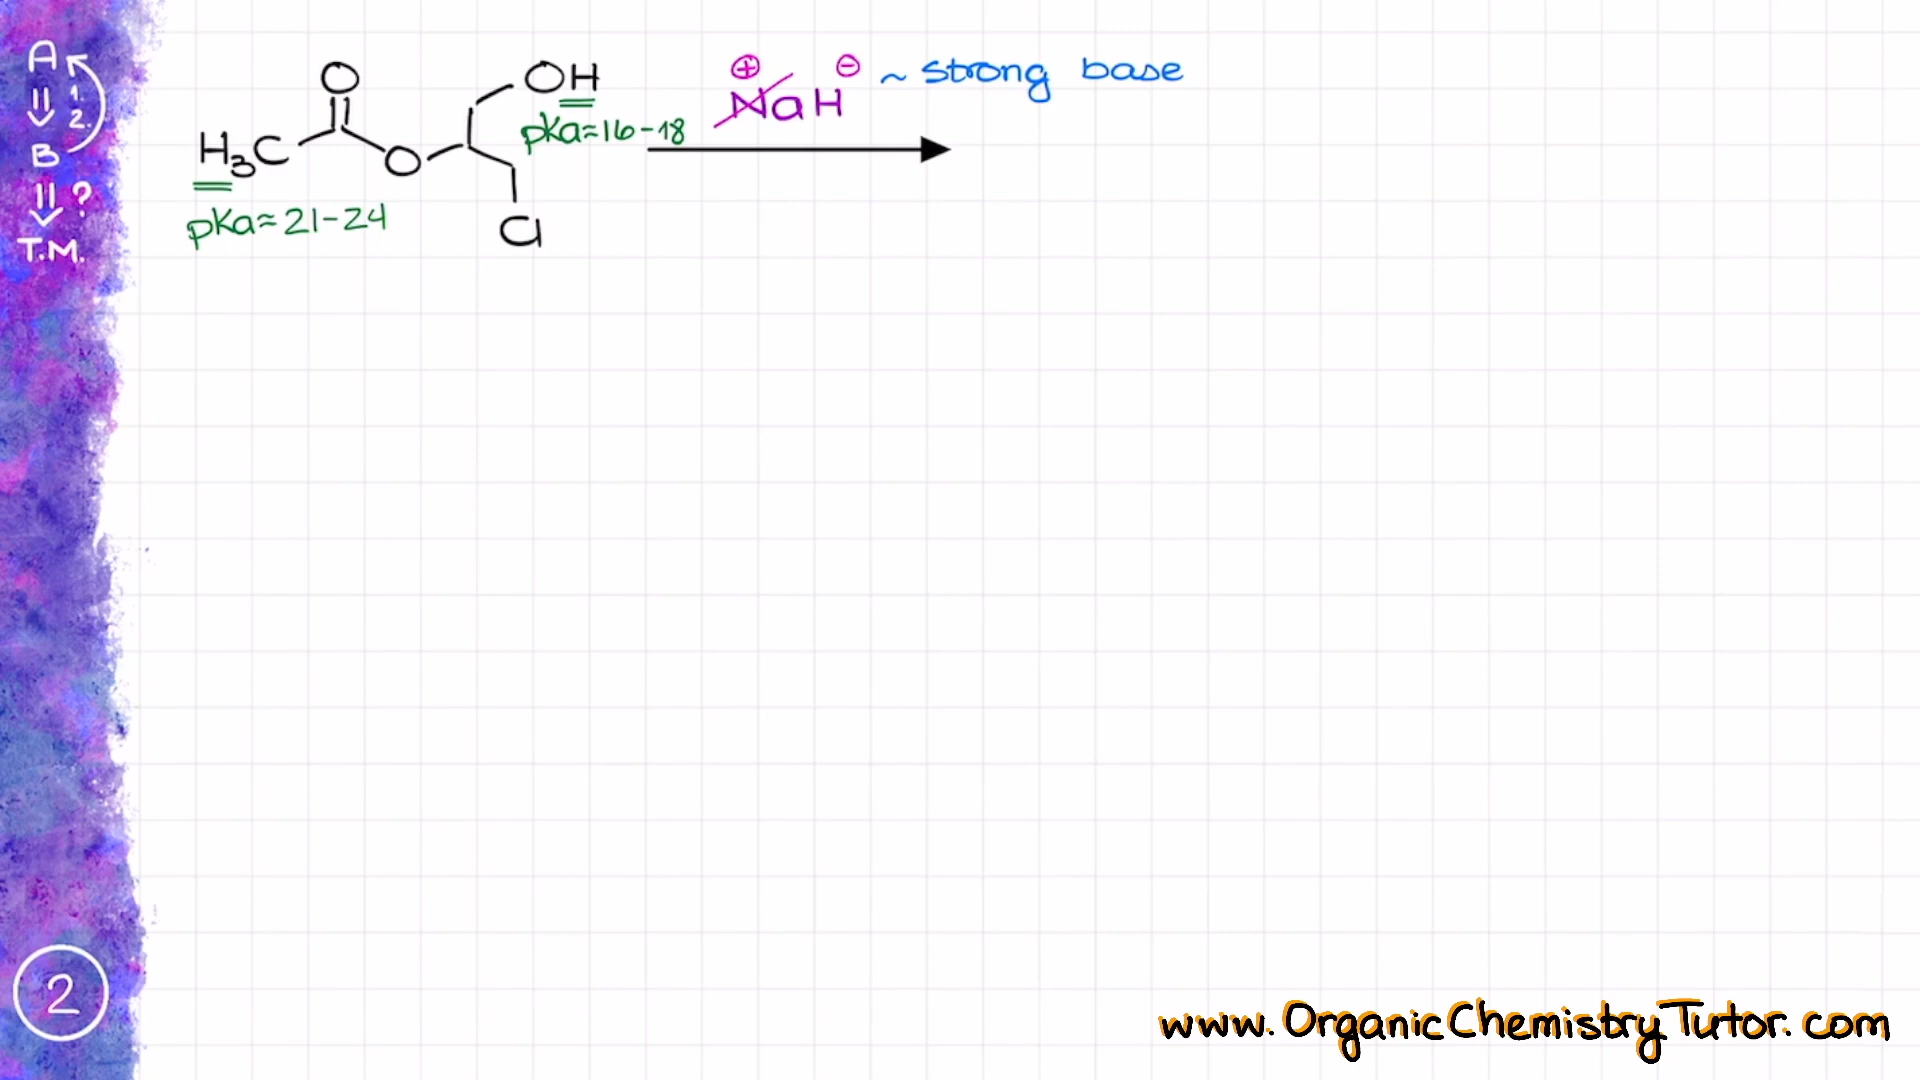 A
1.
2.
B
?
T.M.
O
OH
H₃C
O
Cl
pKa≈21-24
pKa≈16-18
⊕ ⊖
NaH
~ strong base
2
www.OrganicChemistryTutor.com